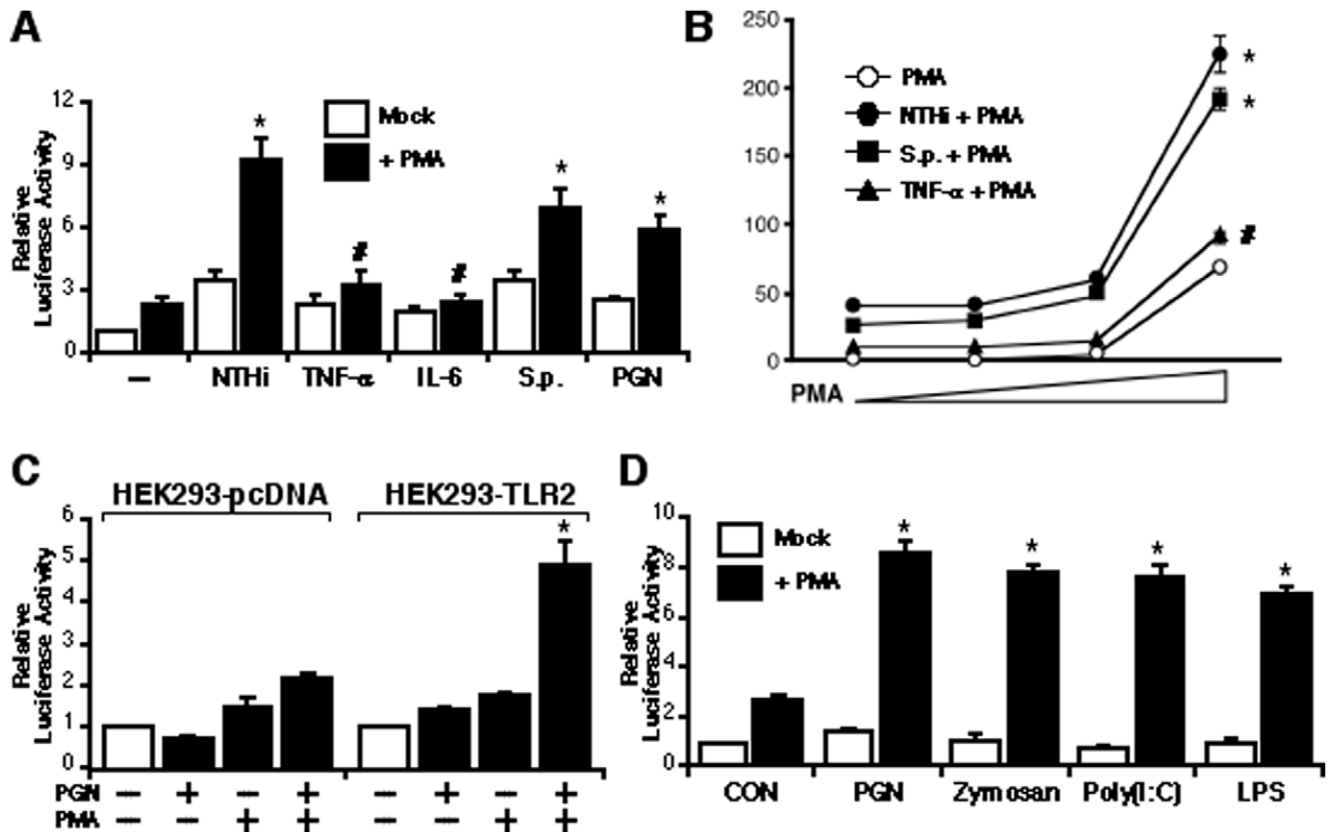 A
Relative
Luciferase Activity
12
9
6
3
0
Mock
+ PMA
*
#
#
*
*
–
NTHi
TNF-α
IL-6
S.p.
PGN
B
250
200
150
100
50
0
PMA
NTHi + PMA
S.p. + PMA
TNF-α + PMA
*
*
#
PMA
C
HEK293-pcDNA
HEK293-TLR2
Relative
Luciferase Activity
6
5
4
3
2
1
0
*
PGN – + – + – + – +
PMA – – + + – – + +
D
Relative
Luciferase Activity
10
8
6
4
2
0
Mock
+ PMA
*
*
*
*
CON
PGN
Zymosan
Poly(I:C)
LPS